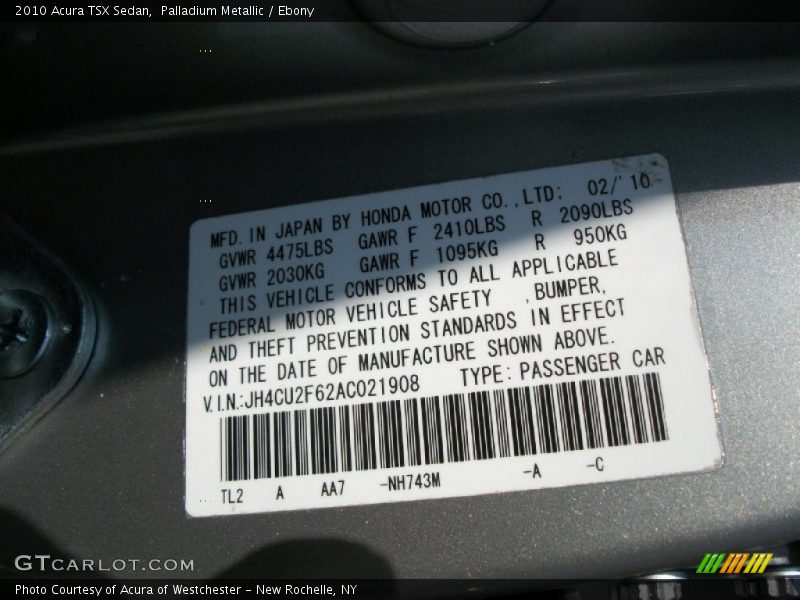 2010 Acura TSX Sedan, Palladium Metallic / Ebony
MFD. IN JAPAN BY HONDA MOTOR CO., LTD; 02/'10
GVWR 4475LBS GAWR F 2410LBS R 2090LBS
GVWR 2030KG GAWR F 1095KG R 950KG
THIS VEHICLE CONFORMS TO ALL APPLICABLE
FEDERAL MOTOR VEHICLE SAFETY , BUMPER,
AND THEFT PREVENTION STANDARDS IN EFFECT
ON THE DATE OF MANUFACTURE SHOWN ABOVE.
V.I.N.:JH4CU2F62AC021908 TYPE: PASSENGER CAR
TL2 A AA7 -NH743M -A -C
GTCARLOT.COM
Photo Courtesy of Acura of Westchester - New Rochelle, NY